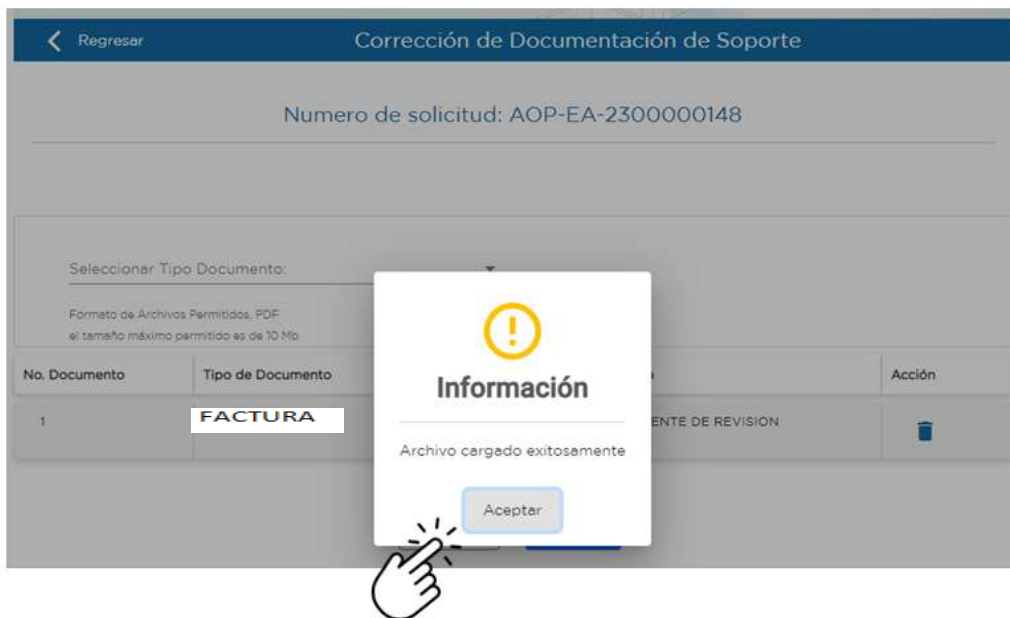 Regresar
Corrección de Documentación de Soporte
Numero de solicitud: AOP-EA-2300000148
Seleccionar Tipo Documento:
Formato de Archivos Permitidos, PDF
el tamaño máximo permitido es de 10 Mb
No. Documento Tipo de Documento Acción
1 FACTURA ENTE DE REVISION
Información
Archivo cargado exitosamente
Aceptar